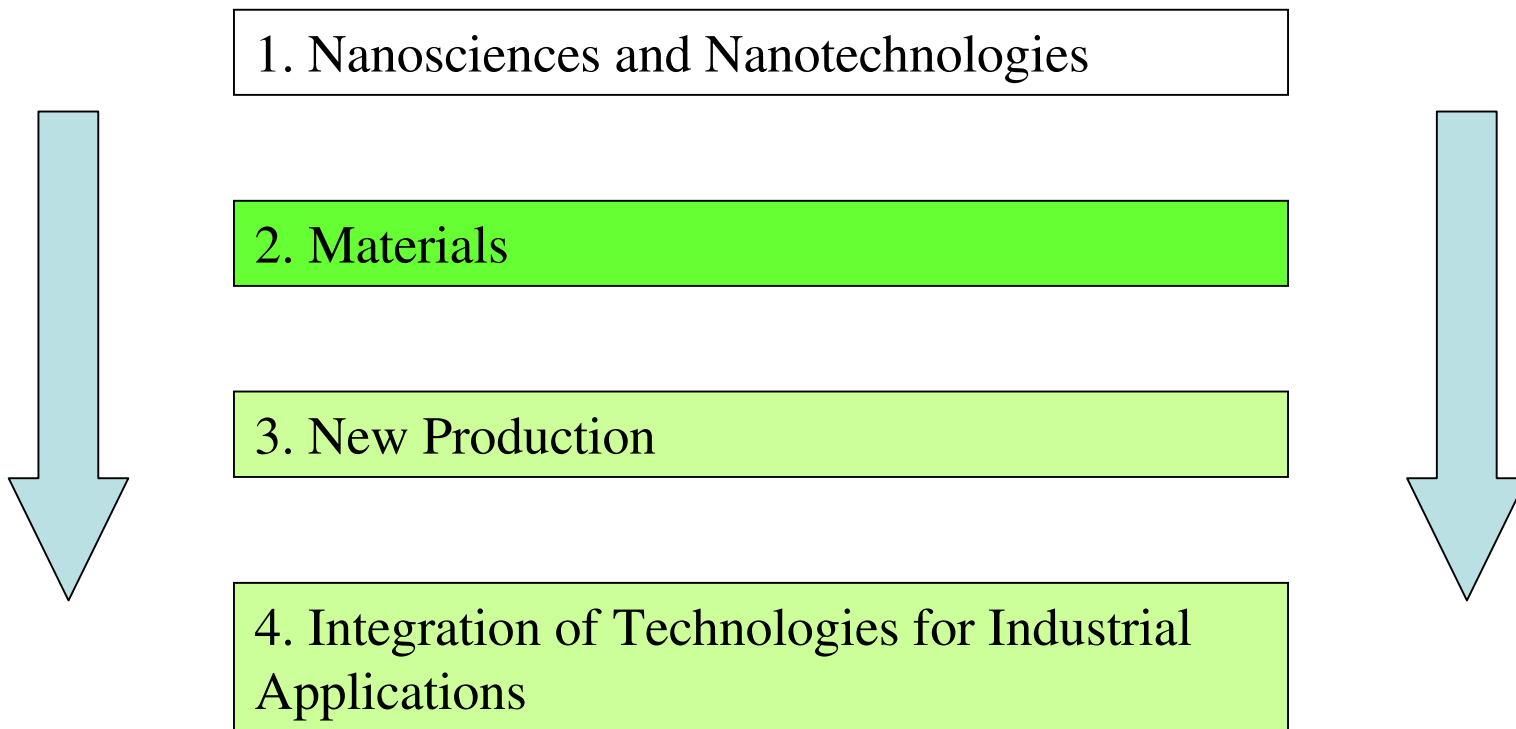 1. Nanosciences and Nanotechnologies
2. Materials
3. New Production
4. Integration of Technologies for Industrial
Applications